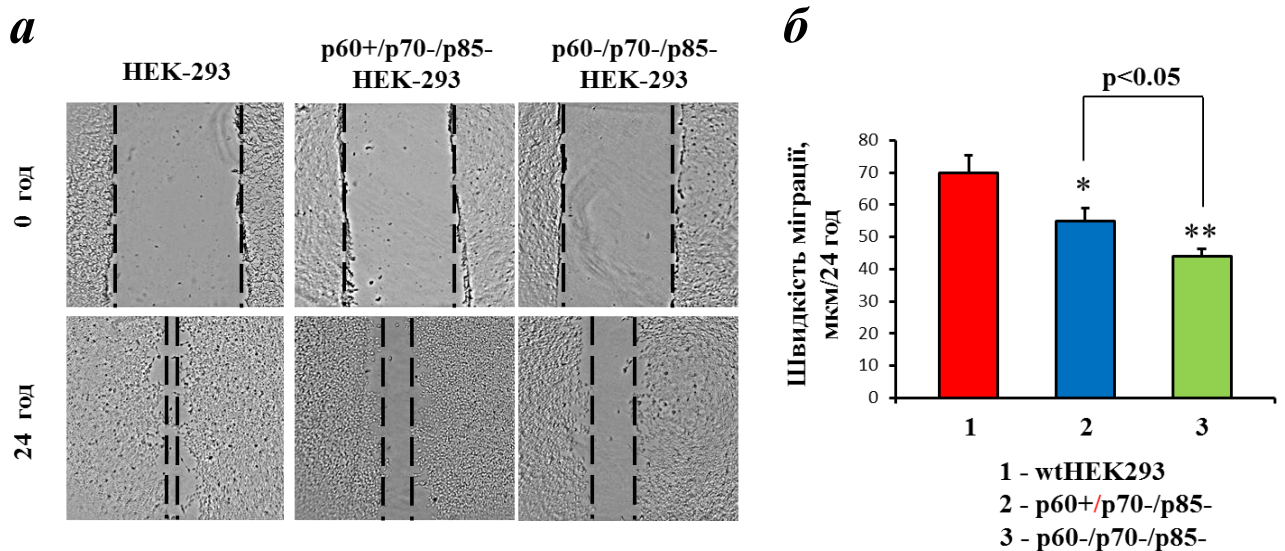 а
HEK-293
p60+/p70-/p85-
HEK-293
p60-/p70-/p85-
HEK-293
0 год
24 год
б
p<0.05
Швидкість міграції,
мкм/24 год
80
70
60
50
40
30
20
10
0
*
**
1
2
3
1 - wtHEK293
2 - p60+/p70-/p85-
3 - p60-/p70-/p85-